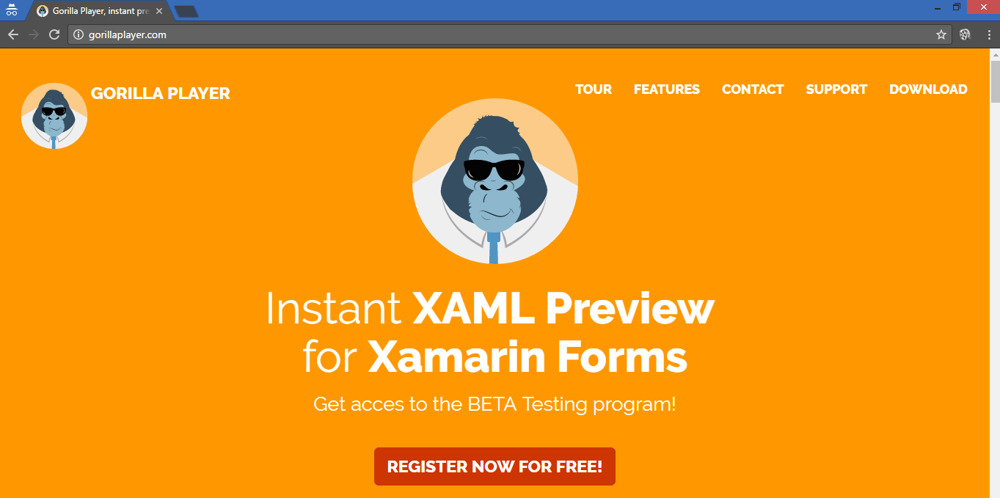 Gorilla Player, instant pre
gorillaplayer.com
GORILLA PLAYER
TOUR FEATURES CONTACT SUPPORT DOWNLOAD
Instant XAML Preview
for Xamarin Forms
Get acces to the BETA Testing program!
REGISTER NOW FOR FREE!